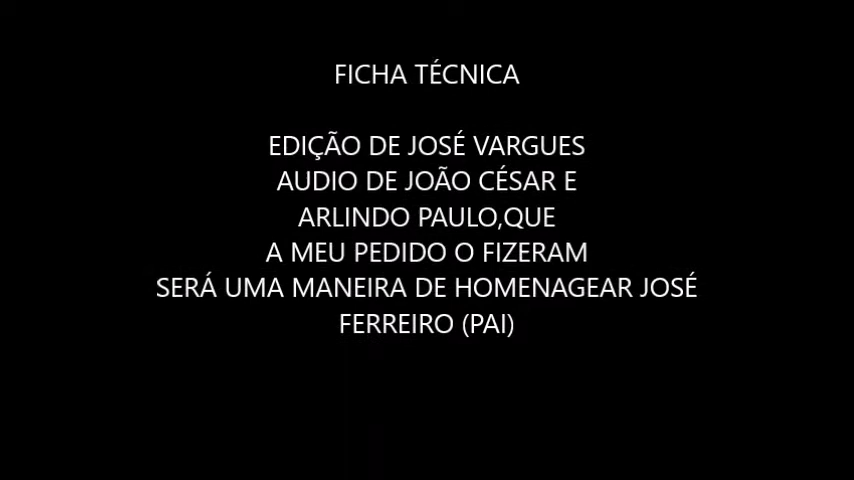 FICHA TÉCNICA
EDIÇÃO DE JOSÉ VARGUES
AUDIO DE JOÃO CÉSAR E
ARLINDO PAULO,QUE
A MEU PEDIDO O FIZERAM
SERÁ UMA MANEIRA DE HOMENAGEAR JOSÉ
FERREIRO (PAI)